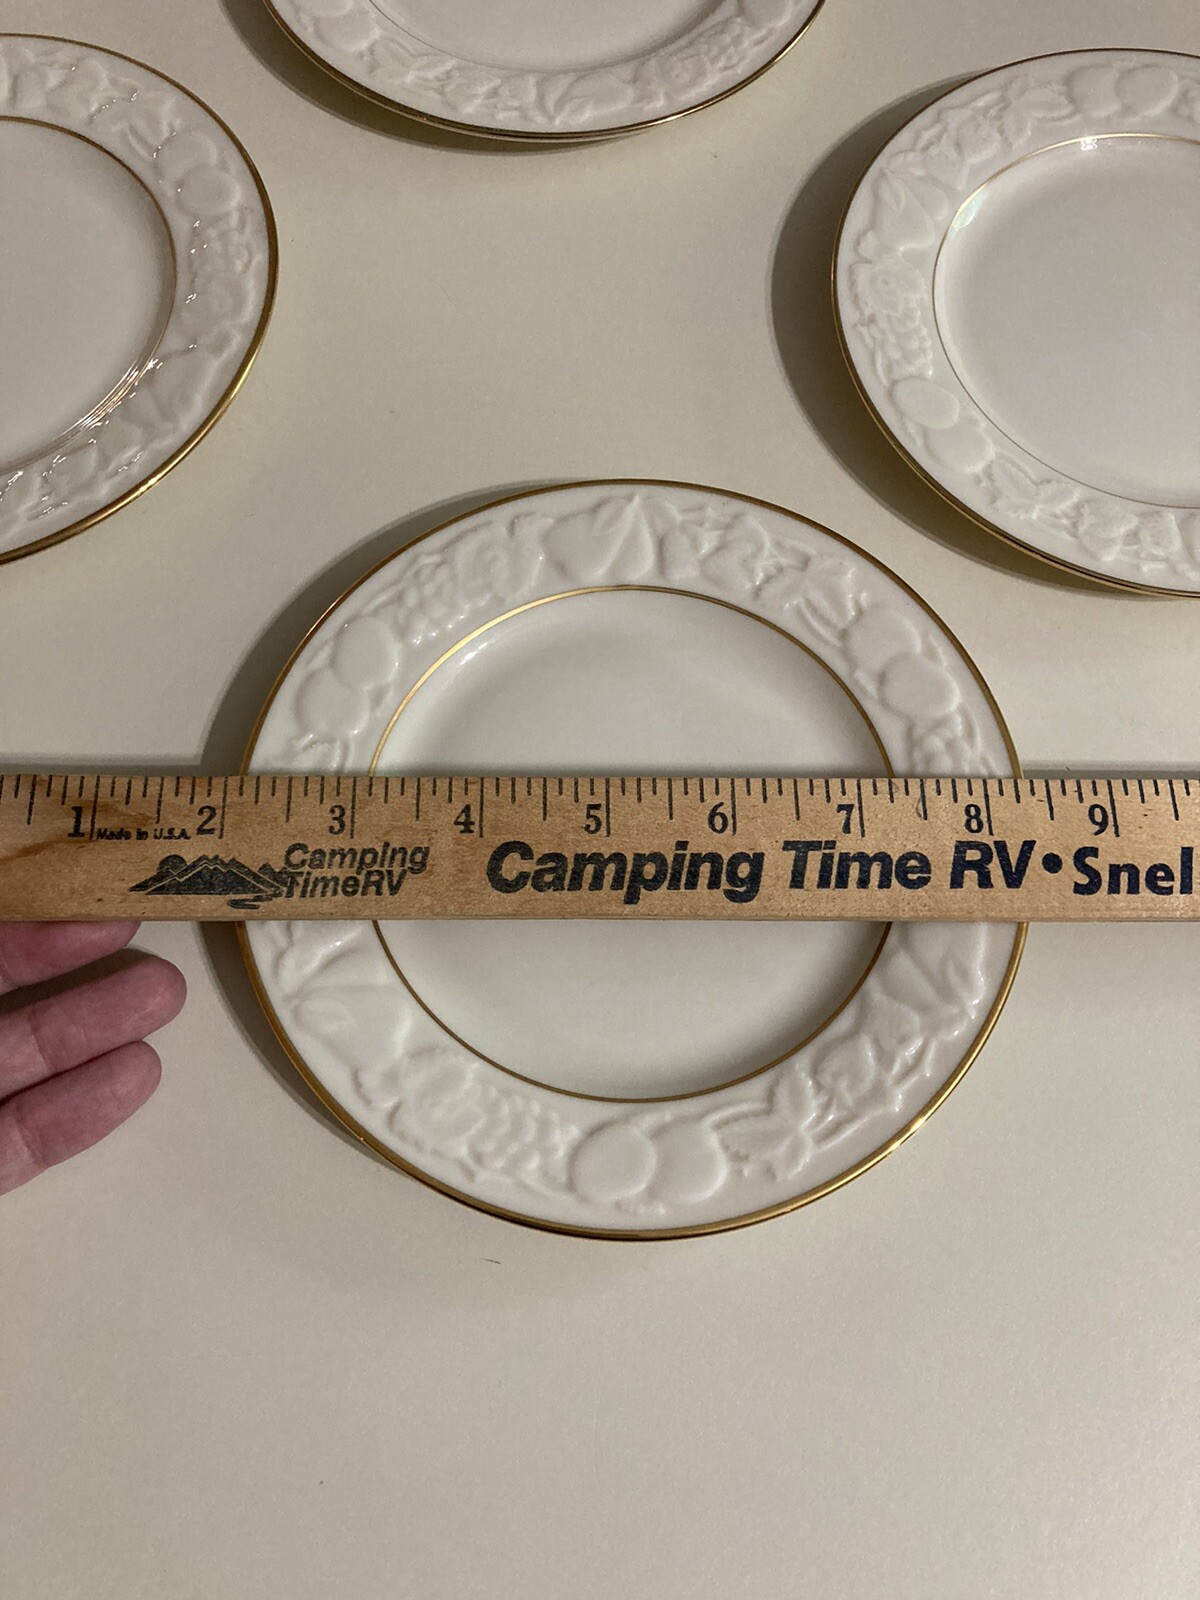 1 2 3 4 5 6 7 8 9
Made in U.S.A.
Camping
TimeRV
Camping Time RV • Snel